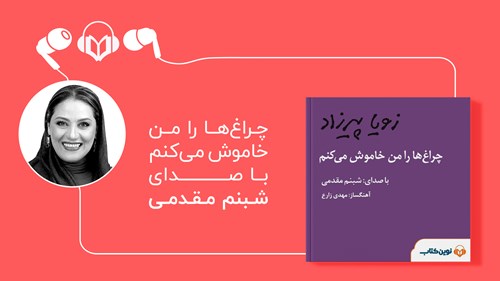 چراغ‌ها را من
خاموش می‌کنم
با صدای
شبنم مقدمی
زویا پیرزاد
چراغ‌ها را من خاموش می‌کنم
با صدای: شبنم مقدمی
آهنگساز: مهدی زارع
نوین‌کتاب